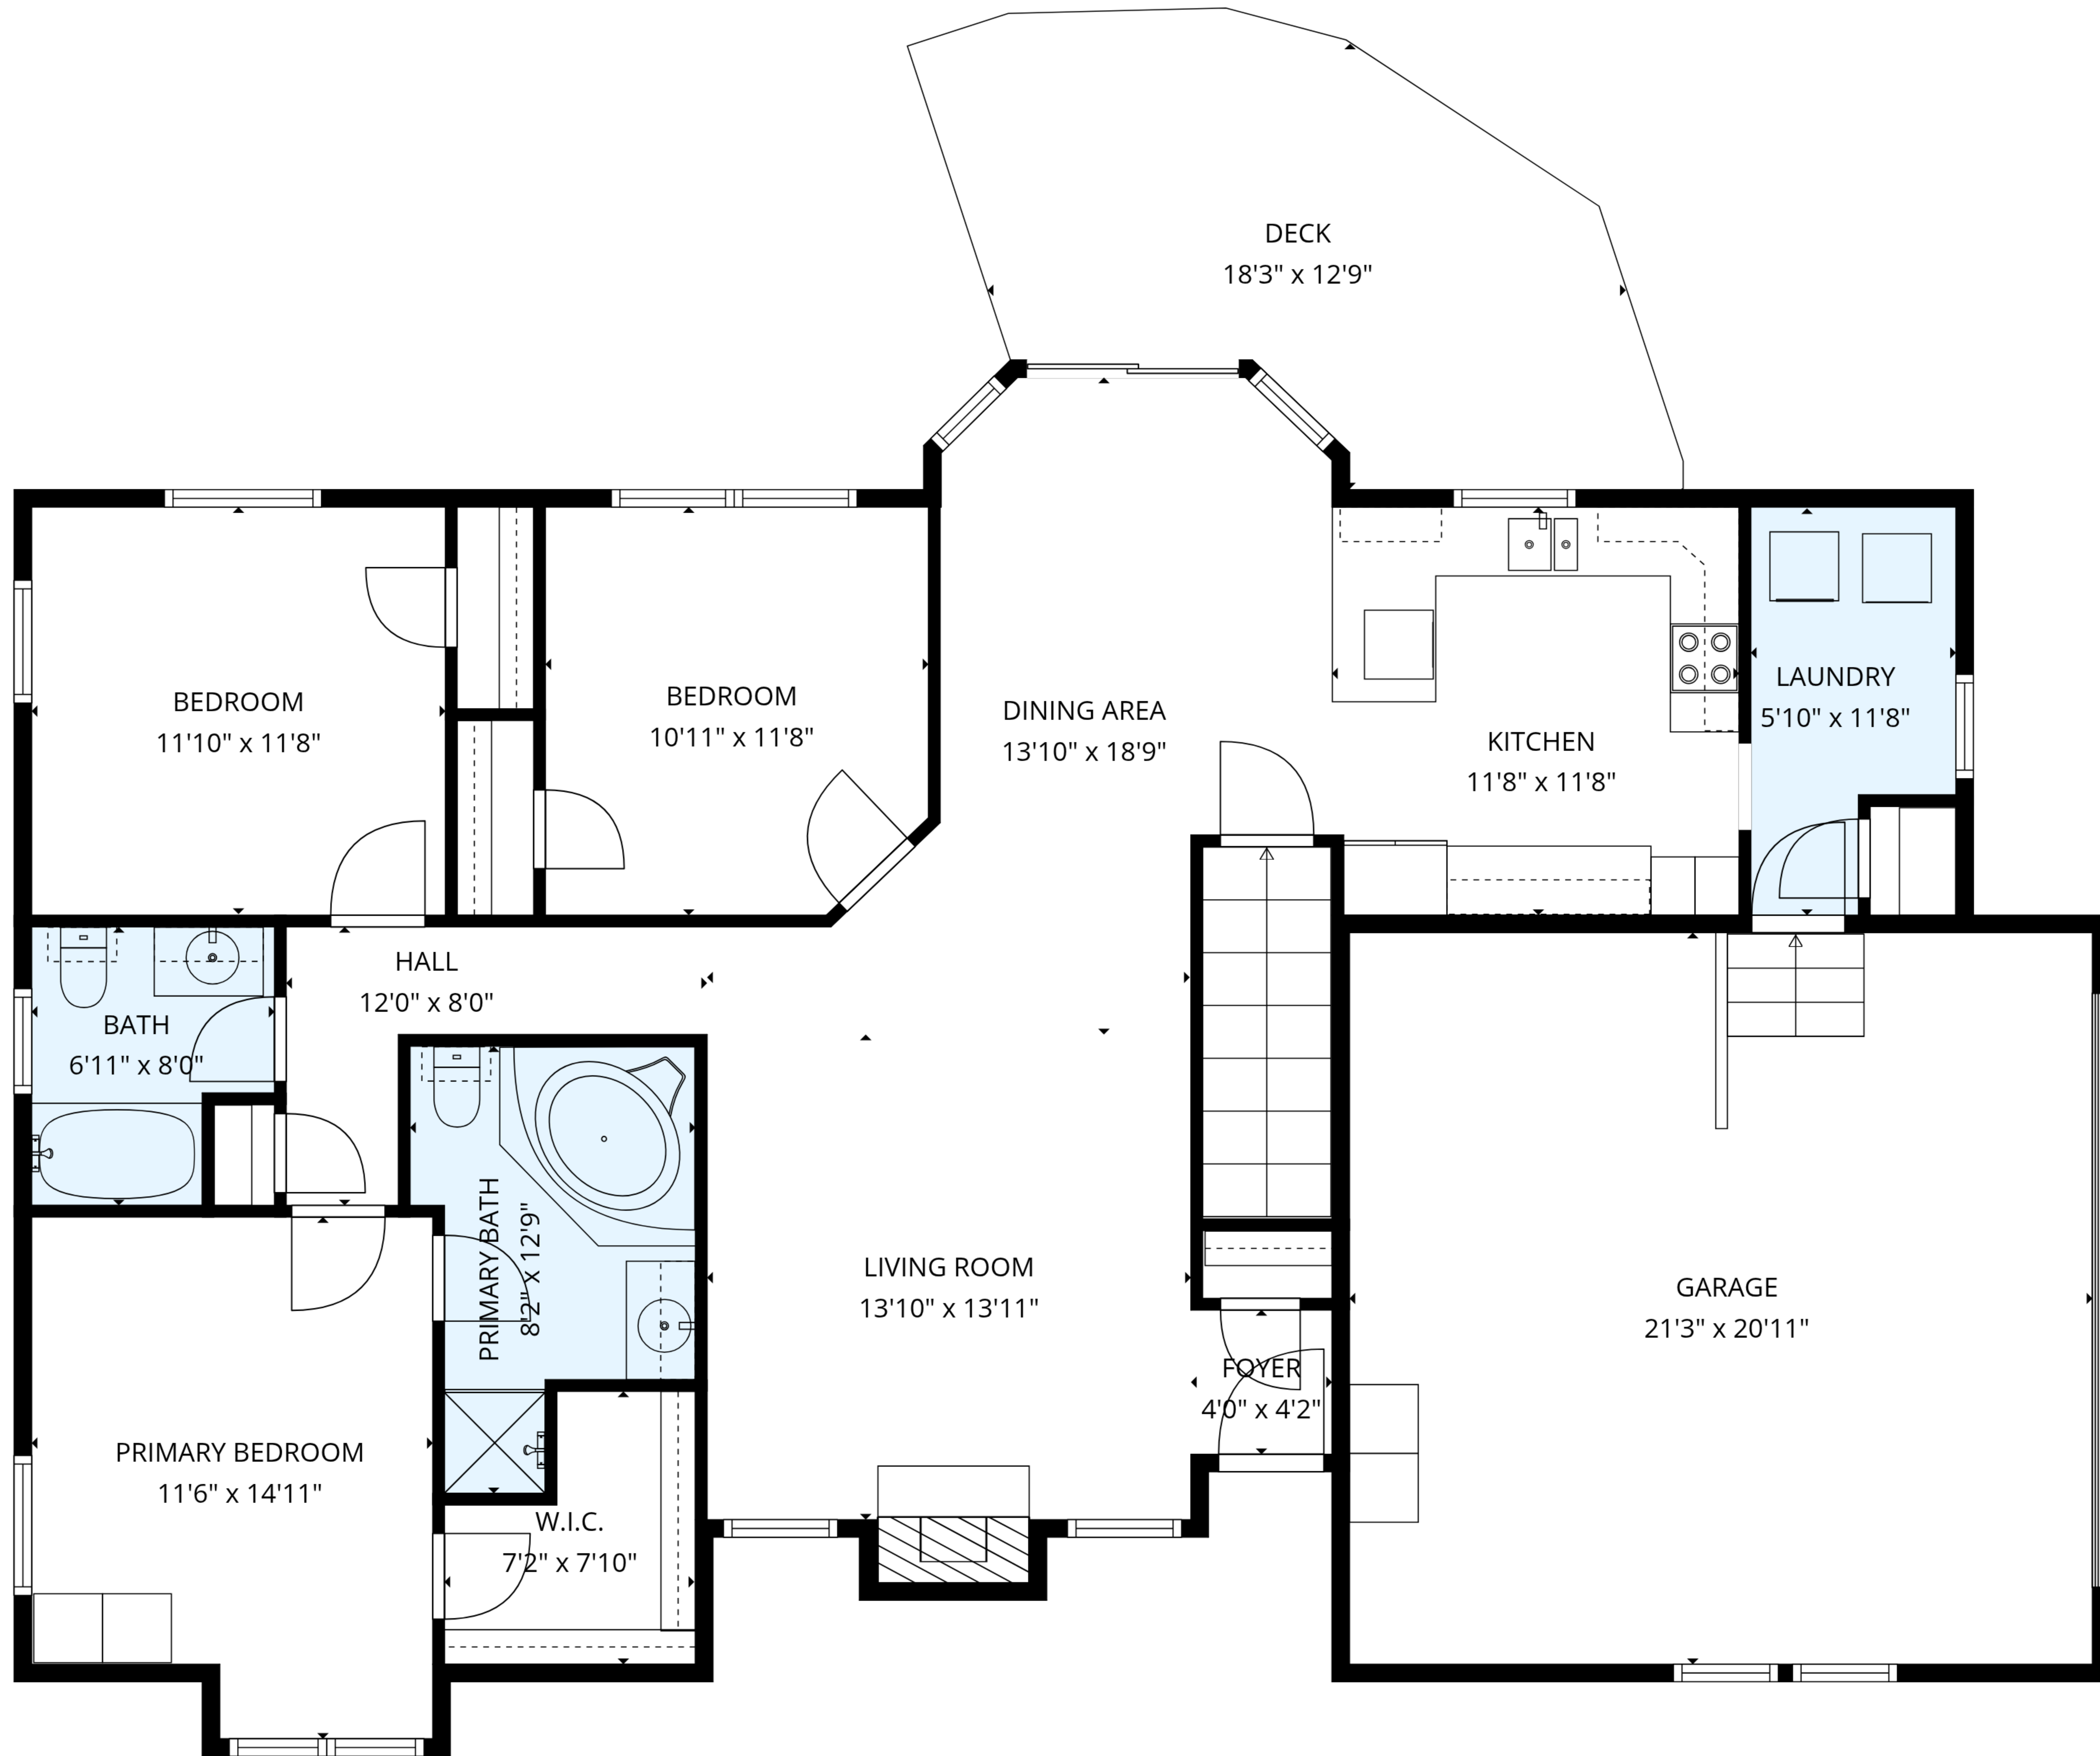 DECK
18'3" x 12'9"
BEDROOM
11'10" x 11'8"
BEDROOM
10'11" x 11'8"
DINING AREA
13'10" x 18'9"
KITCHEN
11'8" x 11'8"
LAUNDRY
5'10" x 11'8"
HALL
12'0" x 8'0"
BATH
6'11" x 8'0"
PRIMARY BATH
8'2" x 12'9"
LIVING ROOM
13'10" x 13'11"
GARAGE
21'3" x 20'11"
FOYER
4'0" x 4'2"
PRIMARY BEDROOM
11'6" x 14'11"
W.I.C.
7'2" x 7'10"